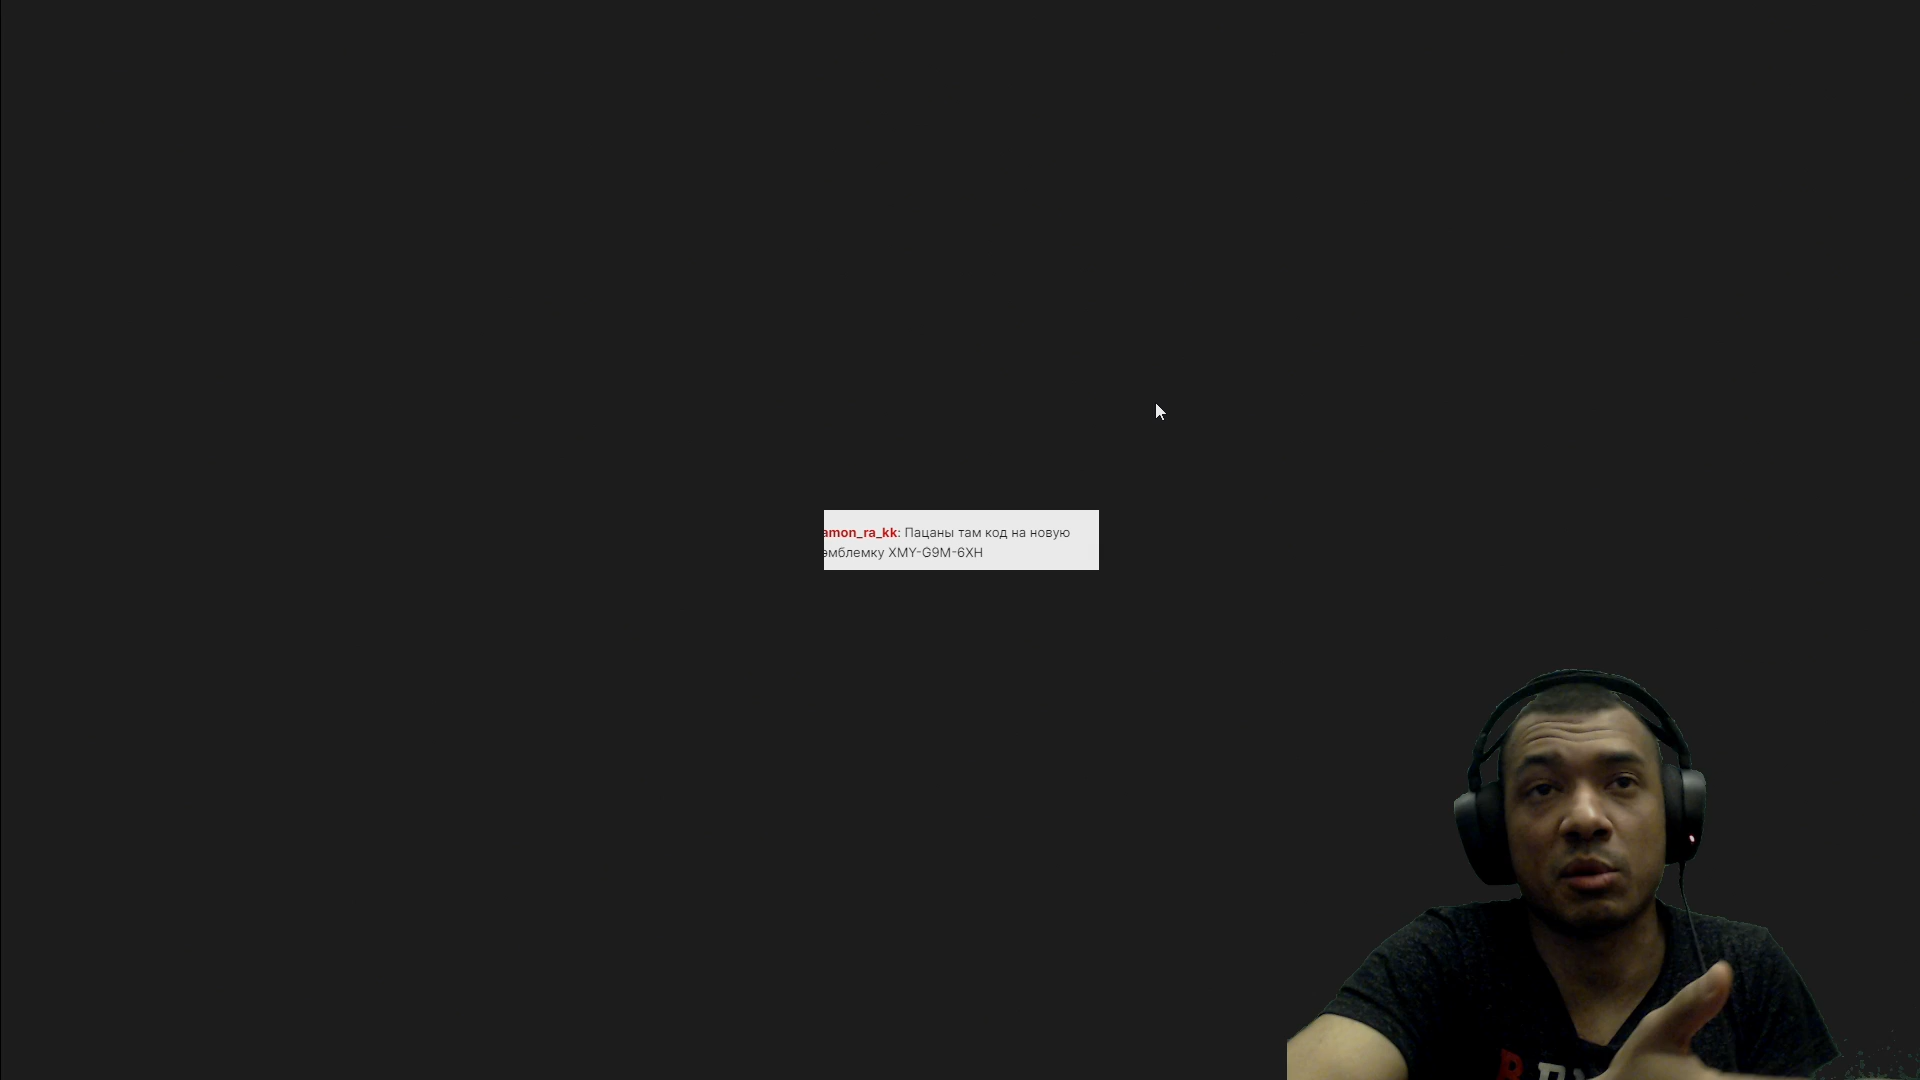 amon_ra_kk: Пацаны там код на новую
эмблемку XMY-G9M-6XH